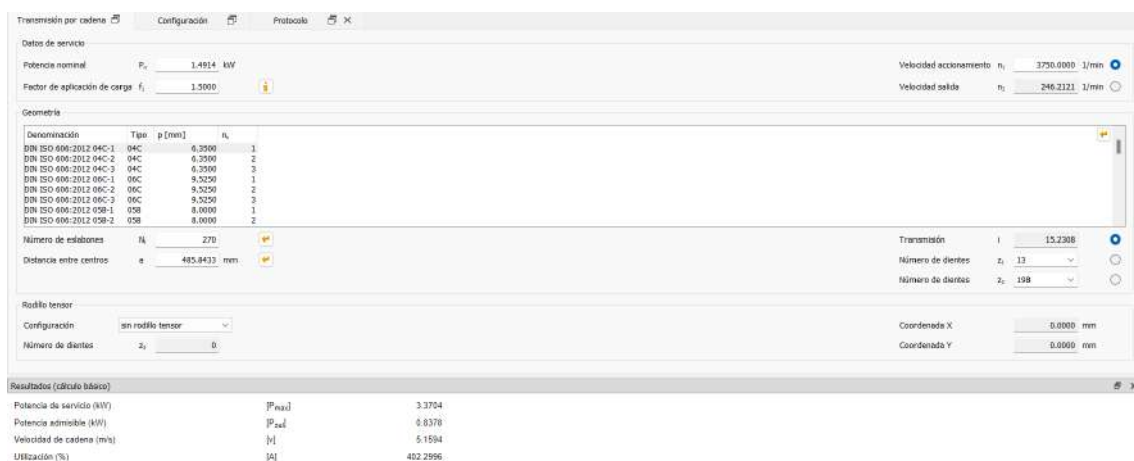 Transmisión por cadena Configuración Protocolo
Datos de servicio
Potencia nominal Pₙ 1.4914 kW Velocidad accionamiento n₁ 3750.0000 1/min
Factor de aplicación de carga f₁ 1.5000 Velocidad salida n₂ 246.2121 1/min
Geometría
Denominación Tipo p [mm] nₛ
DIN ISO 606:2012 04C-1 04C 6.3500 1
DIN ISO 606:2012 04C-2 04C 6.3500 2
DIN ISO 606:2012 04C-3 04C 6.3500 3
DIN ISO 606:2012 06C-1 06C 9.5250 1
DIN ISO 606:2012 06C-2 06C 9.5250 2
DIN ISO 606:2012 06C-3 06C 9.5250 3
DIN ISO 606:2012 05B-1 05B 8.0000 1
DIN ISO 606:2012 05B-2 05B 8.0000 2
Número de eslabones 270 Transmisión i 15.2308
Distancia entre centros a 485.8433 mm Número de dientes z₁ 13
Número de dientes z₂ 198
Rodillo tensor
Configuración sin rodillo tensor Coordenada X 0.0000 mm
Número de dientes 0 Coordenada Y 0.0000 mm
Resultados (cálculo básico)
Potencia de servicio (kW) [Pmax] 3.3704
Potencia admisible (kW) [Pzul] 0.8378
Velocidad de cadena (m/s) [v] 5.1594
Utilización (%) [A] 402.2996